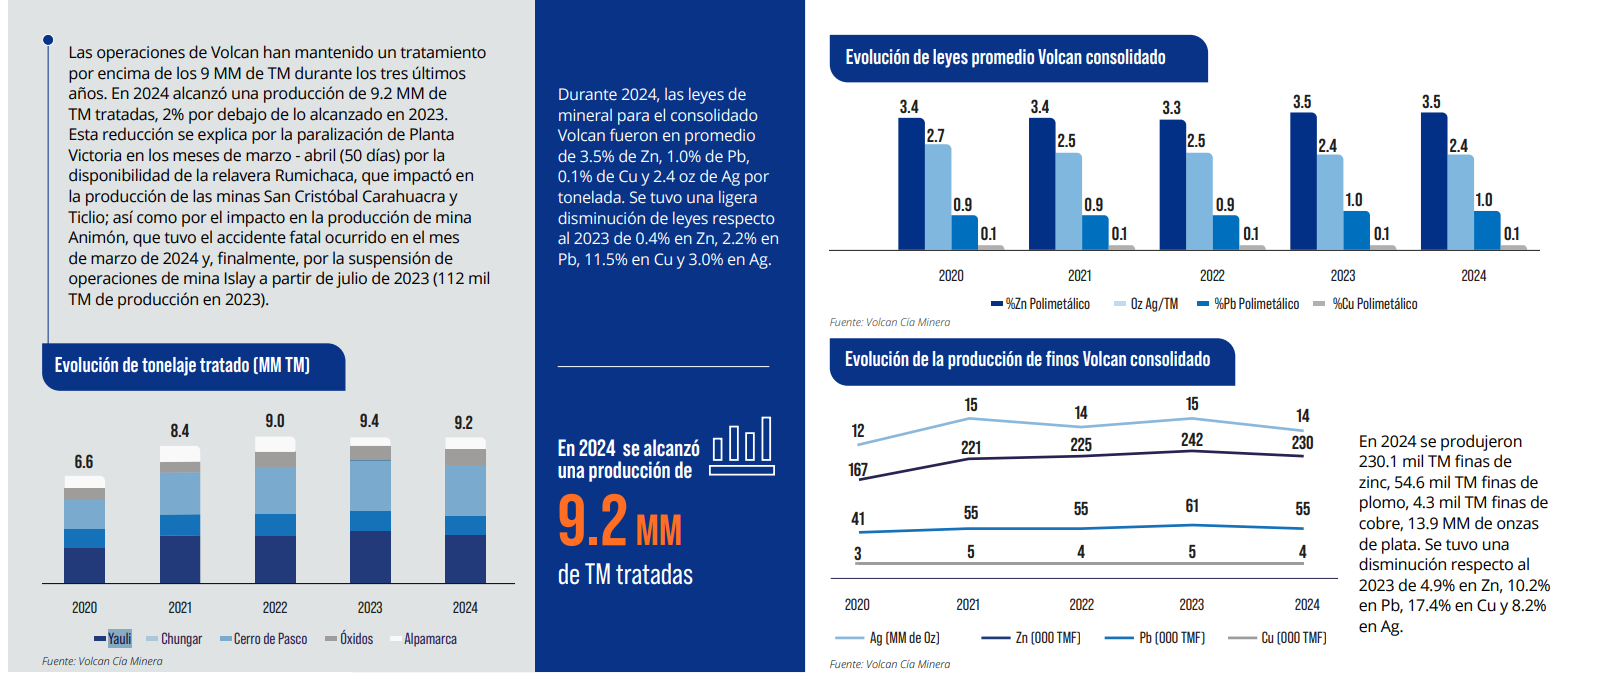 Las operaciones de Volcan han mantenido un tratamiento
por encima de los 9 MM de TM durante los tres últimos
años. En 2024 alcanzó una producción de 9.2 MM de
TM tratadas, 2% por debajo de lo alcanzado en 2023.
Esta reducción se explica por la paralización de Planta
Victoria en los meses de marzo - abril (50 días) por la
disponibilidad de la relavera Rumichaca, que impactó en
la producción de las minas San Cristóbal Carahuacra y
Ticlio; así como por el impacto en la producción de mina
Animón, que tuvo el accidente fatal ocurrido en el mes
de marzo de 2024 y, finalmente, por la suspensión de
operaciones de mina Islay a partir de julio de 2023 (112 mil
TM de producción en 2023).
Evolución de tonelaje tratado (MM TM)
6.6 8.4 9.0 9.4 9.2
2020 2021 2022 2023 2024
Yauli Chungar Cerro de Pasco Óxidos Alpamarca
Fuente: Volcan Cía Minera
Durante 2024, las leyes de
mineral para el consolidado
Volcan fueron en promedio
de 3.5% de Zn, 1.0% de Pb,
0.1% de Cu y 2.4 oz de Ag por
tonelada. Se tuvo una ligera
disminución de leyes respecto
al 2023 de 0.4% en Zn, 2.2% en
Pb, 11.5% en Cu y 3.0% en Ag.
En 2024 se alcanzó
una producción de
9.2 MM
de TM tratadas
Evolución de leyes promedio Volcan consolidado
3.4 2.7 0.9 0.1 3.4 2.5 0.9 0.1 3.3 2.5 0.9 0.1 3.5 2.4 1.0 0.1 3.5 2.4 1.0 0.1
2020 2021 2022 2023 2024
%Zn Polimetálico Oz Ag/TM %Pb Polimetálico %Cu Polimetálico
Fuente: Volcan Cía Minera
Evolución de la producción de finos Volcan consolidado
12 15 14 15 14
167 221 225 242 230
41 55 55 61 55
3 5 4 5 4
2020 2021 2022 2023 2024
Ag (MM de Oz) Zn (000 TMF) Pb (000 TMF) Cu (000 TMF)
Fuente: Volcan Cía Minera
En 2024 se produjeron
230.1 mil TM finas de
zinc, 54.6 mil TM finas de
plomo, 4.3 mil TM finas de
cobre, 13.9 MM de onzas
de plata. Se tuvo una
disminución respecto al
2023 de 4.9% en Zn, 10.2%
en Pb, 17.4% en Cu y 8.2%
en Ag.